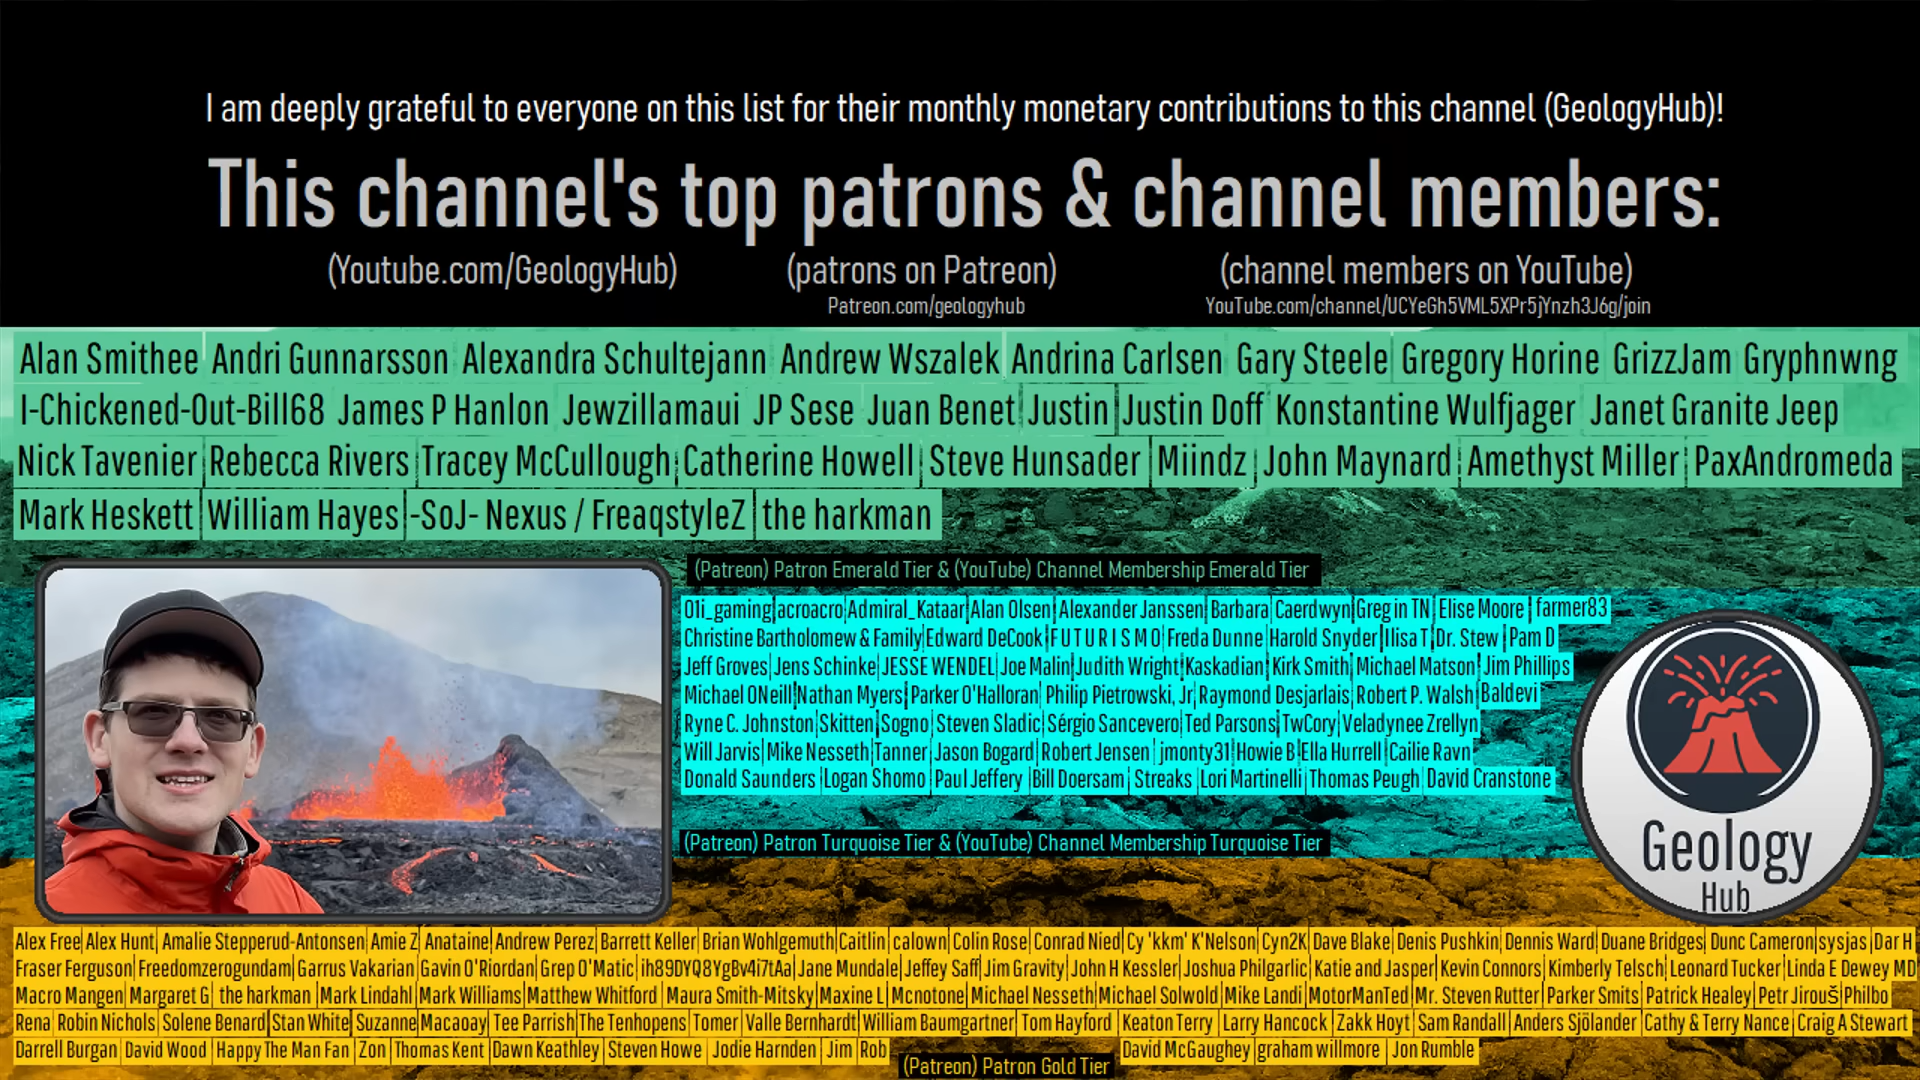 I am deeply grateful to everyone on this list for their monthly monetary contributions to this channel (GeologyHub)!
This channel's top patrons & channel members:
(Youtube.com/GeologyHub) (patrons on Patreon) (channel members on YouTube)
Patreon.com/geologyhub YouTube.com/channel/UCYeGh5VML5XPr5jYnzh3J6g/join
Alan Smithee Andri Gunnarsson Alexandra Schultejann Andrew Wszalek Andrina Carlsen Gary Steele Gregory Horine GrizzJam Gryphnwng
I-Chickened-Out-Bill68 James P Hanlon Jewzillamaui JP Sese Juan Benet Justin Justin Doff Konstantine Wulfjager Janet Granite Jeep
Nick Tavenier Rebecca Rivers Tracey McCullough Catherine Howell Steve Hunsader Miindz John Maynard Amethyst Miller PaxAndromeda
Mark Heskett William Hayes -SoJ- Nexus / FreaqstyleZ the harkman
(Patreon) Patron Emerald Tier & (YouTube) Channel Membership Emerald Tier
01i_gaming acroacro Admiral_Kataar Alan Olsen Alexander Janssen Barbara Caerdwyn Greg in TN Elise Moore farmer83
Christine Bartholomew & Family Edward DeCook F U T U R I S M O Freda Dunne Harold Snyder Ilisa T Dr. Stew Pam D
Jeff Groves Jens Schinke JESSE WENDEL Joe Malin Judith Wright Kaskadian Kirk Smith Michael Matson Jim Phillips
Michael ONeill Nathan Myers Parker O'Halloran Philip Pietrowski, Jr Raymond Desjarlais Robert P. Walsh Baldevi
Ryne C. Johnston Skitten Sogno Steven Sladic Sérgio Sancevero Ted Parsons TwCory Veladynee Zrellyn
Will Jarvis Mike Nesseth Tanner Jason Bogard Robert Jensen jmonty31 Howie B Ella Hurrell Cailie Ravn
Donald Saunders Logan Shomo Paul Jeffery Bill Doersam Streaks Lori Martinelli Thomas Peugh David Cranstone
(Patreon) Patron Turquoise Tier & (YouTube) Channel Membership Turquoise Tier
Geology
Hub
Alex Free Alex Hunt Amalie Stepperud-Antonsen Amie Z Anataine Andrew Perez Barrett Keller Brian Wohlgemuth Caitlin calown Colin Rose Conrad Nied Cy 'kkm' K'Nelson Cyn2K Dave Blake Denis Pushkin Dennis Ward Duane Bridges Dunc Cameron sysjas Dar H
Fraser Ferguson Freedomzerogundam Garrus Vakarian Gavin O'Riordan Grep O'Matic ih89DYQ8YgBv4i7tAa Jane Mundale Jeffey Saff Jim Gravity John H Kessler Joshua Philgarlic Katie and Jasper Kevin Connors Kimberly Telsch Leonard Tucker Linda E Dewey MD
Macro Mangen Margaret G the harkman Mark Lindahl Mark Williams Matthew Whitford Maura Smith-Mitsky Maxine L Mcnotone Michael Nesseth Michael Solwold Mike Landi MotorManTed Mr. Steven Rutter Parker Smits Patrick Healey Petr Jirouš Philbo
Rena Robin Nichols Solene Benard Stan White Suzanne Macaoay Tee Parrish The Tenhopens Tomer Valle Bernhardt William Baumgartner Tom Hayford Keaton Terry Larry Hancock Zakk Hoyt Sam Randall Anders Sjölander Cathy & Terry Nance Craig A Stewart
Darrell Burgan David Wood Happy The Man Fan Zon Thomas Kent Dawn Keathley Steven Howe Jodie Harnden Jim Rob David McGaughey graham willmore Jon Rumble
(Patreon) Patron Gold Tier